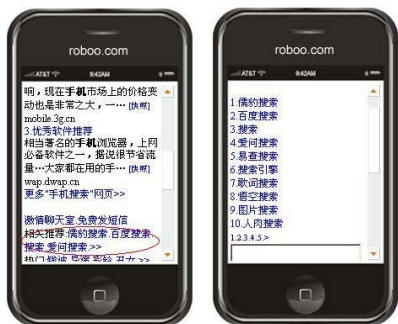 roboo.com
AT&T 9:42AM
响，现在手机市场上的价格变
动也是非常之大，一… [快照]
mobile.3g.cn
3.优秀软件推荐
相当著名的手机浏览器，上网
必备软件之一，据说很节省流
量…大家都在用的手… [快照]
wap.dwap.cn
更多"手机搜索"网页>>
激情聊天室.免费发短信
相关推荐:儒豹搜索.百度搜索.
搜索.爱问搜索.>>
roboo.com
AT&T 9:42AM
1.儒豹搜索
2.百度搜索
3.搜索
4.爱问搜索
5.易查搜索
6.搜索引擎
7.歌词搜索
8.悟空搜索
9.图片搜索
10.人肉搜索
1.2.3.4.5.>